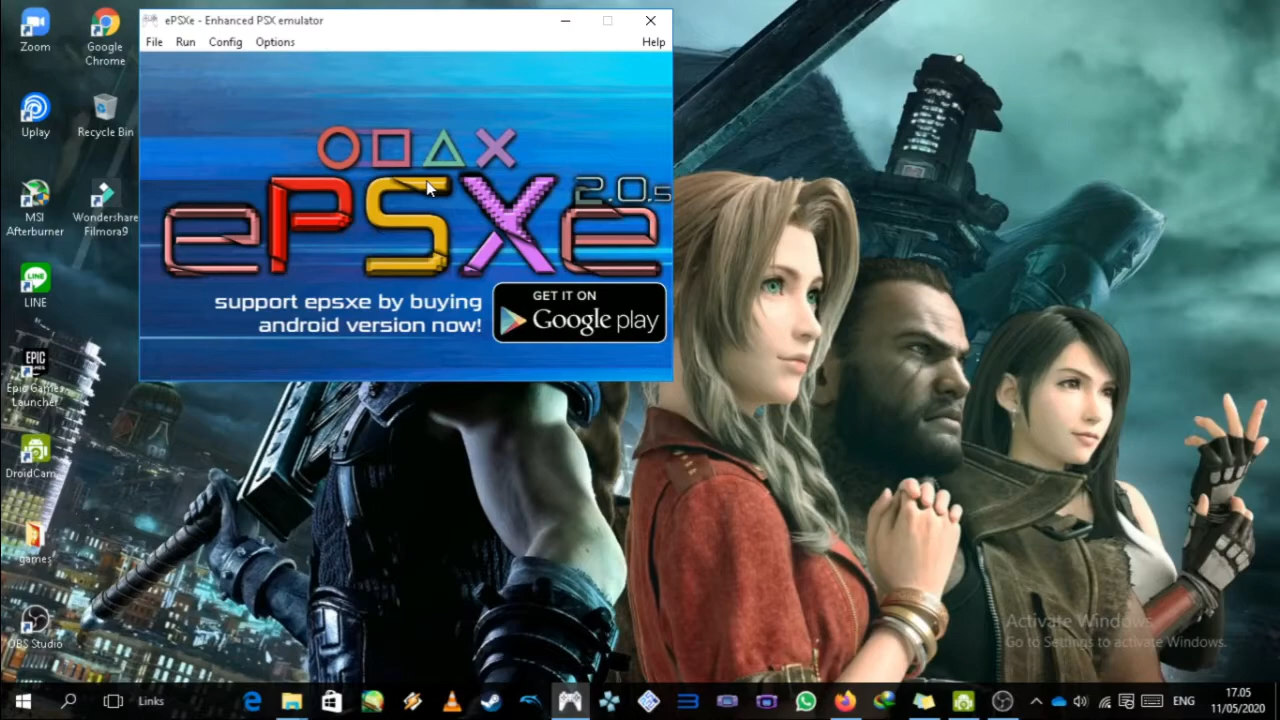 ePSXe - Enhanced PSX emulator
File Run Config Options Help
ePSXe 2.0.5
support epsxe by buying
android version now!
GET IT ON
Google play
Zoom
Google
Chrome
Uplay
Recycle Bin
MSI
Afterburner
Wondershare
Filmora9
LINE
LINE
EPIC
GAMES
Epic Games
Launcher
DroidCam
games
OBS Studio
Activate Windows
Go to Settings to activate Windows.
Links
ENG
17.05
11/05/2020